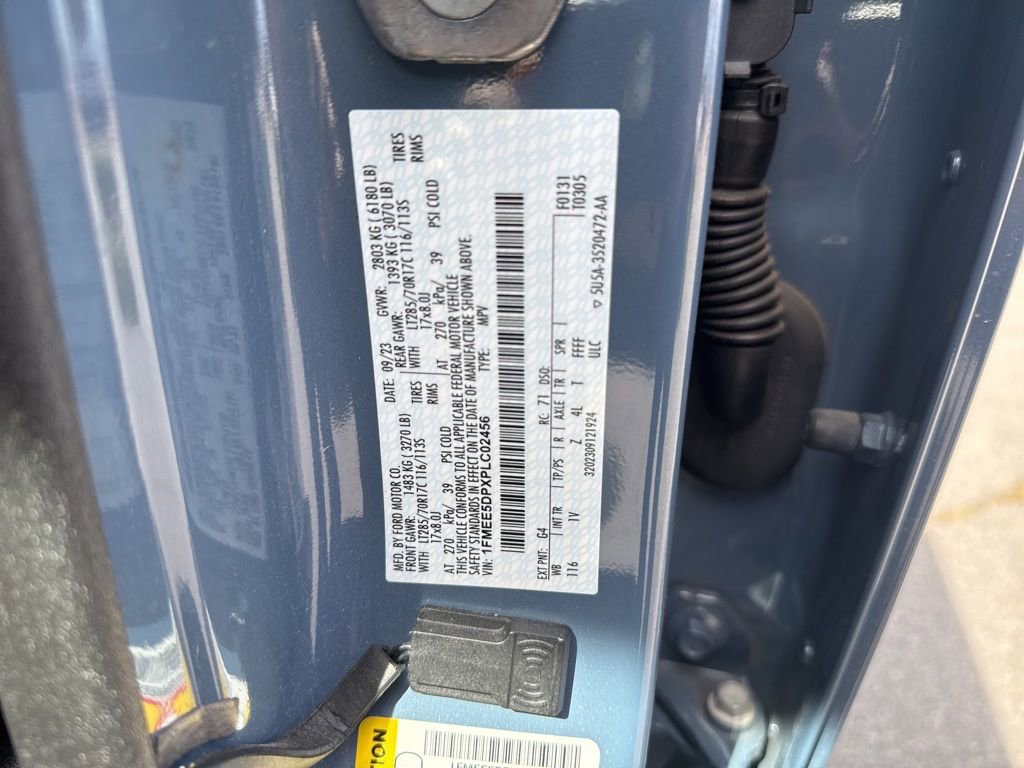 MFD. BY FORD MOTOR CO.
DATE: 09/23 GVWR: 2803 KG ( 6180 LB)
FRONT GAWR: 1483 KG ( 3270 LB) REAR GAWR: 1393 KG ( 3070 LB)
WITH LT285/70R17C 116/113S TIRES WITH LT285/70R17C 116/113S TIRES
17x8.0J RIMS 17x8.0J RIMS
AT 270 kPa/ 39 PSI COLD AT 270 kPa/ 39 PSI COLD
THIS VEHICLE CONFORMS TO ALL APPLICABLE FEDERAL MOTOR VEHICLE
SAFETY STANDARDS IN EFFECT ON THE DATE OF MANUFACTURE SHOWN ABOVE.
VIN: 1FMEE5DPXPLC02456 TYPE: MPV
EXT PNT: G4 RC: 71 DSO: F0131
WB | INT TR | TP/PS | R | AXLE | TR | SPR | T0305
116 1V Z 4L T FFFF
3202309121924 ULC ▽ SU5A-3520472-AA